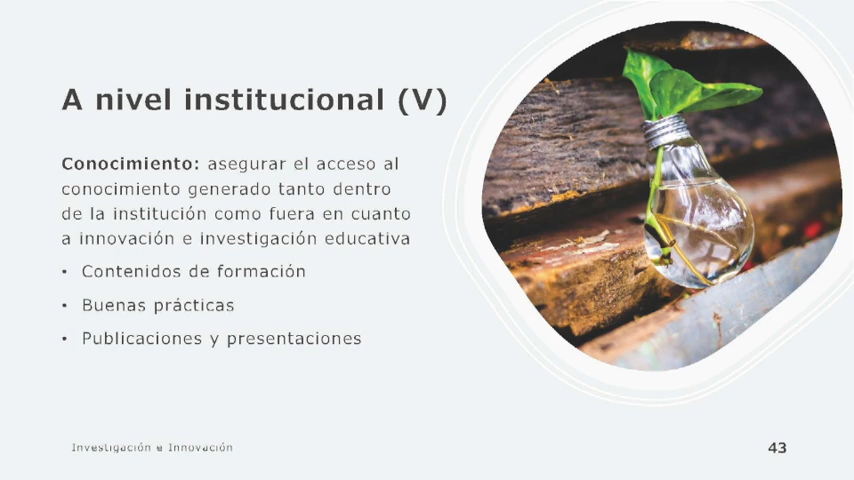 A nivel institucional (V)
Conocimiento: asegurar el acceso al
conocimiento generado tanto dentro
de la institución como fuera en cuanto
a innovación e investigación educativa
• Contenidos de formación
• Buenas prácticas
• Publicaciones y presentaciones
Investigación e Innovación
43